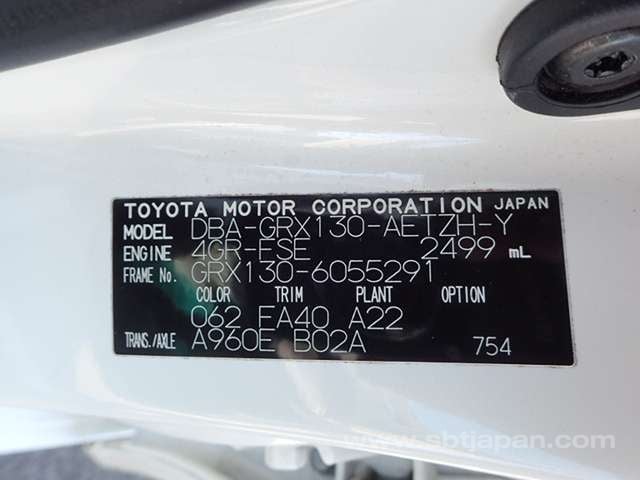 TOYOTA MOTOR CORPORATION JAPAN
MODEL DBA-GRX130-AETZH-Y
ENGINE 4GR-FSE 2499 mL
FRAME No. GRX130-6055291
COLOR TRIM PLANT OPTION
062 FA40 A22
TRANS./AXLE A960E B02A 754
www.sbtjapan.com